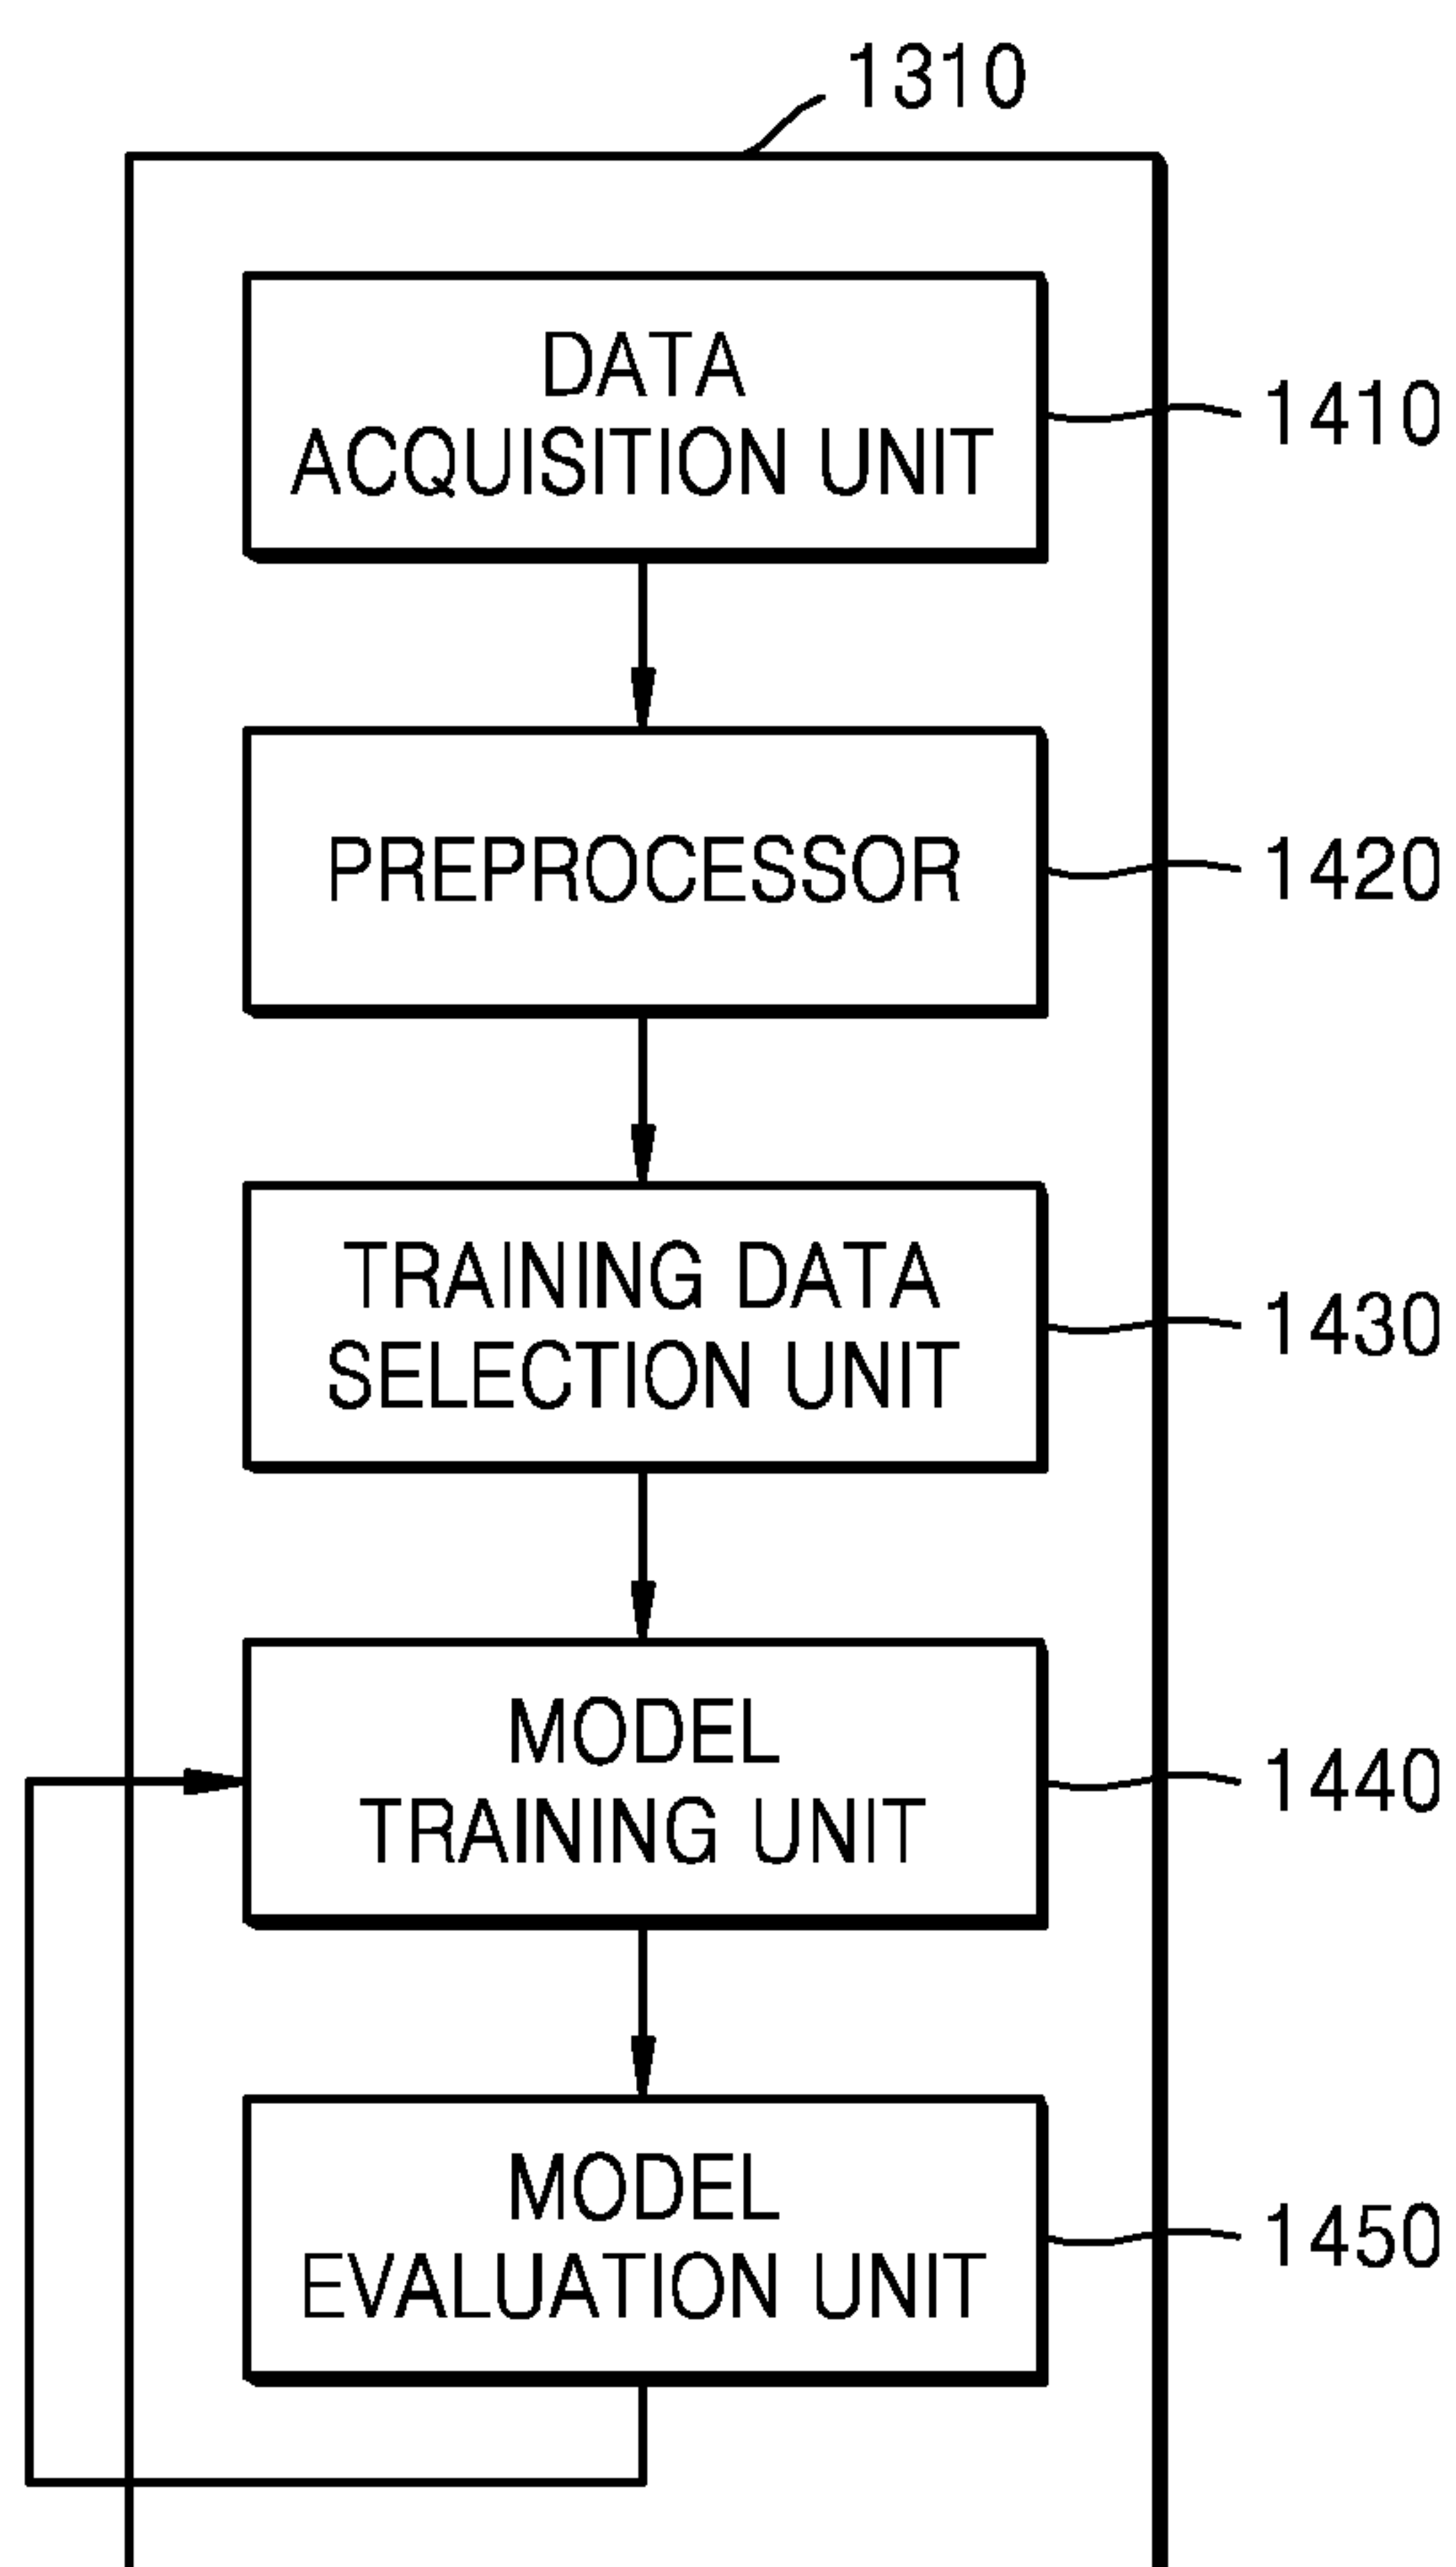 1310
DATA
ACQUISITION UNIT
1410
PREPROCESSOR
1420
TRAINING DATA
SELECTION UNIT
1430
MODEL
TRAINING UNIT
1440
MODEL
EVALUATION UNIT
1450